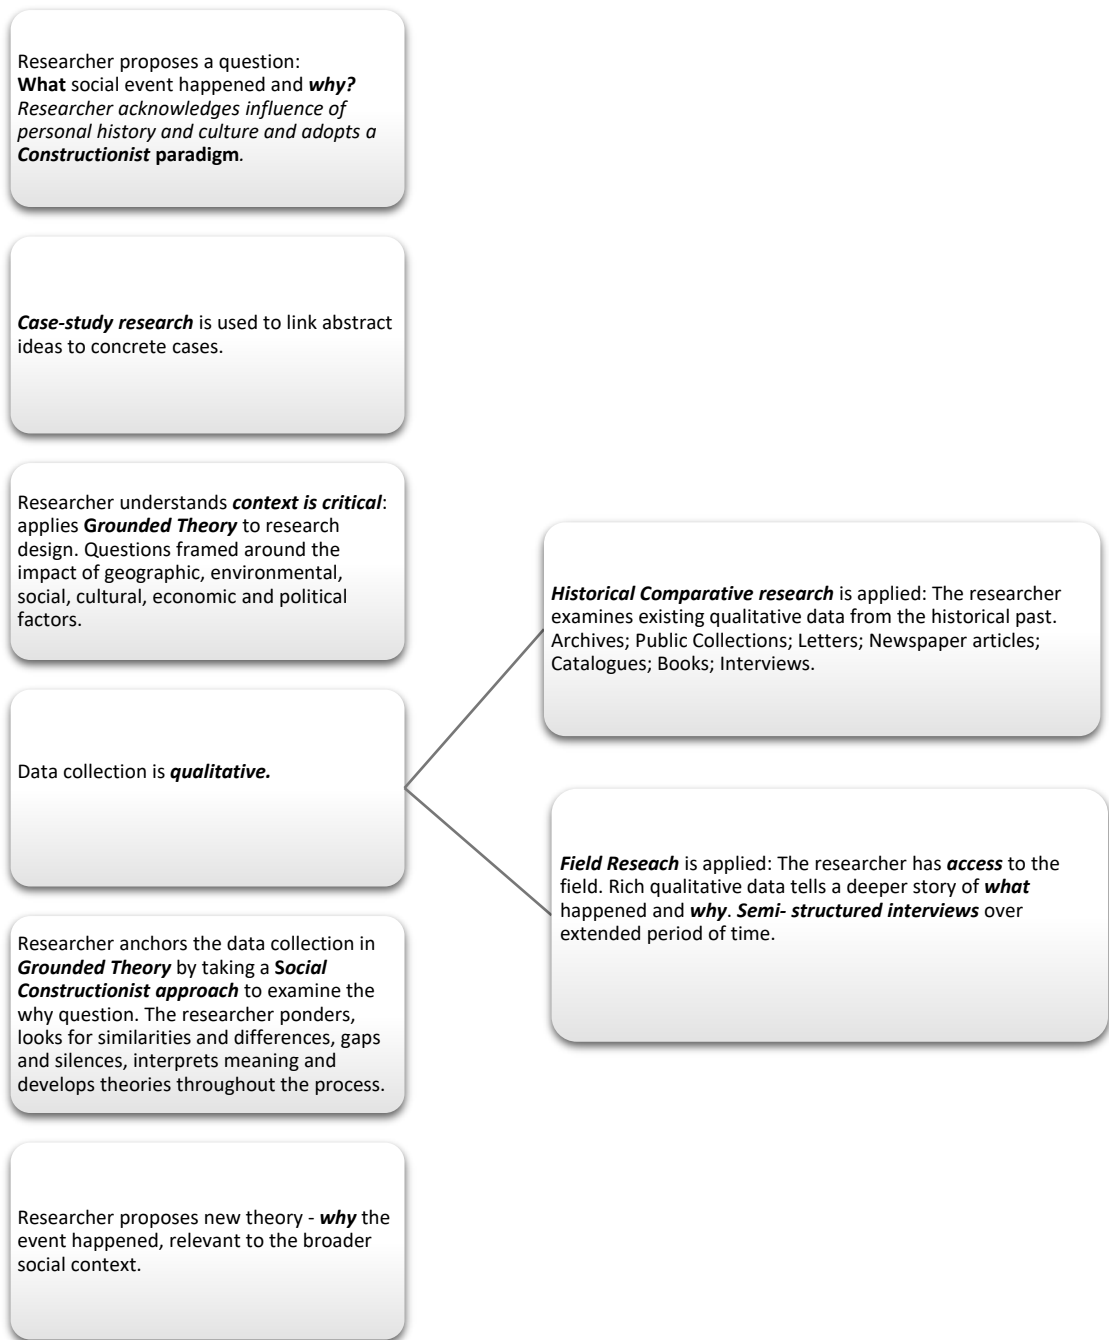 Researcher proposes a question:
What social event happened and why?
Researcher acknowledges influence of
personal history and culture and adopts a
Constructionist paradigm.
Case-study research is used to link abstract
ideas to concrete cases.
Researcher understands context is critical:
applies Grounded Theory to research
design. Questions framed around the
impact of geographic, environmental,
social, cultural, economic and political
factors.
Data collection is qualitative.
Historical Comparative research is applied: The researcher
examines existing qualitative data from the historical past.
Archives; Public Collections; Letters; Newspaper articles;
Catalogues; Books; Interviews.
Field Reseach is applied: The researcher has access to the
field. Rich qualitative data tells a deeper story of what
happened and why. Semi- structured interviews over
extended period of time.
Researcher anchors the data collection in
Grounded Theory by taking a Social
Constructionist approach to examine the
why question. The researcher ponders,
looks for similarities and differences, gaps
and silences, interprets meaning and
develops theories throughout the process.
Researcher proposes new theory - why the
event happened, relevant to the broader
social context.